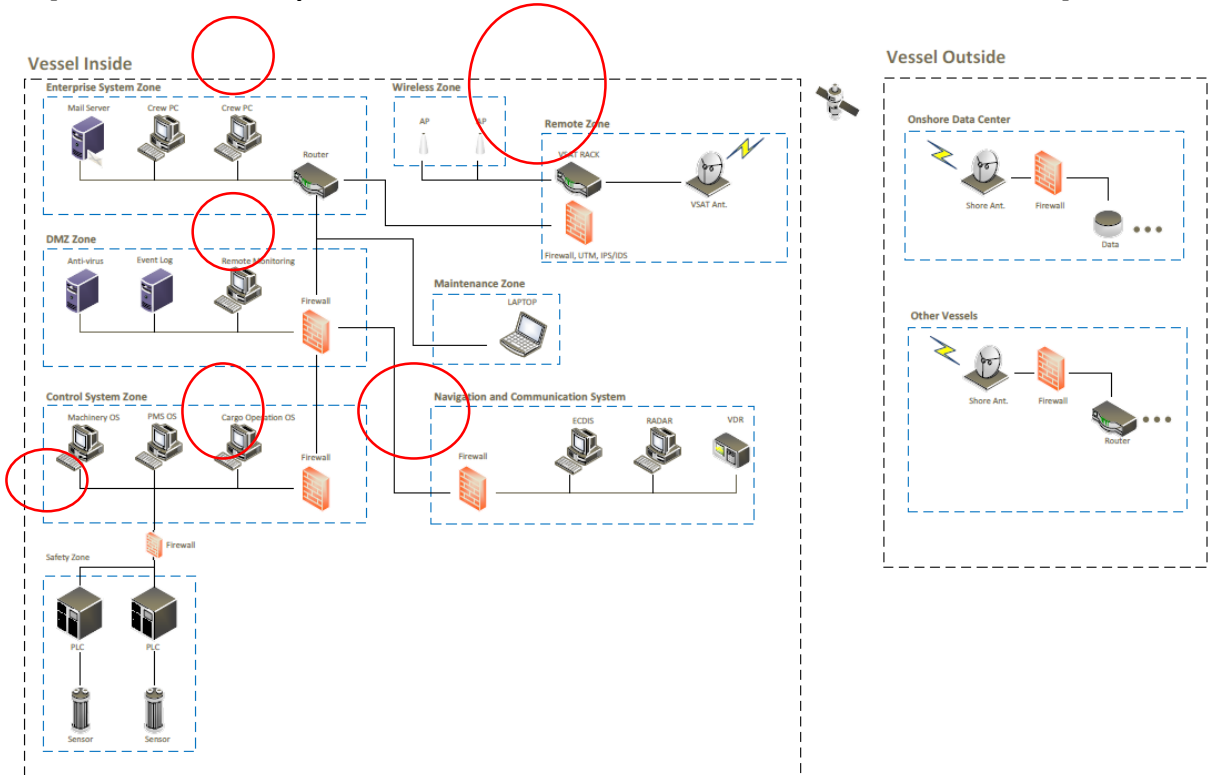 Vessel Inside
Enterprise System Zone
Mail Server
Crew PC
Crew PC
Router
Wireless Zone
AP
AP
Remote Zone
VSAT RACK
VSAT Ant.
Firewall, UTM, IPS/IDS
DMZ Zone
Anti-virus
Event Log
Remote Monitoring
Firewall
Maintenance Zone
LAPTOP
Control System Zone
Machinery OS
PMS OS
Cargo Operation OS
Firewall
Navigation and Communication System
Firewall
ECDIS
RADAR
VDR
Firewall
Safety Zone
PLC
PLC
Sensor
Sensor
Vessel Outside
Onshore Data Center
Shore Ant.
Firewall
Data
Other Vessels
Shore Ant.
Firewall
Router